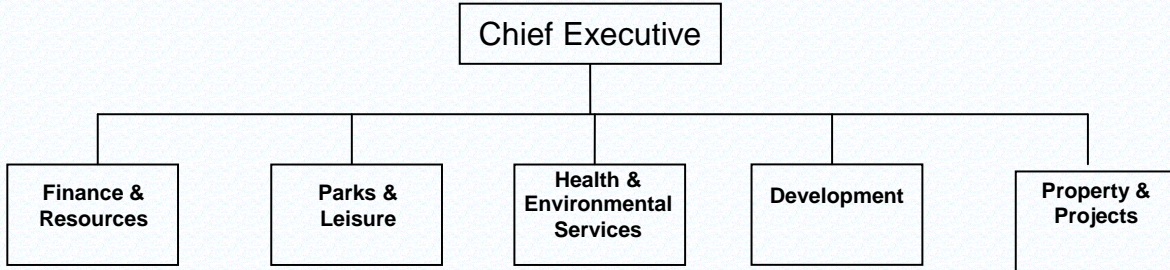 Chief Executive
Finance &
Resources
Parks &
Leisure
Health &
Environmental
Services
Development
Property &
Projects